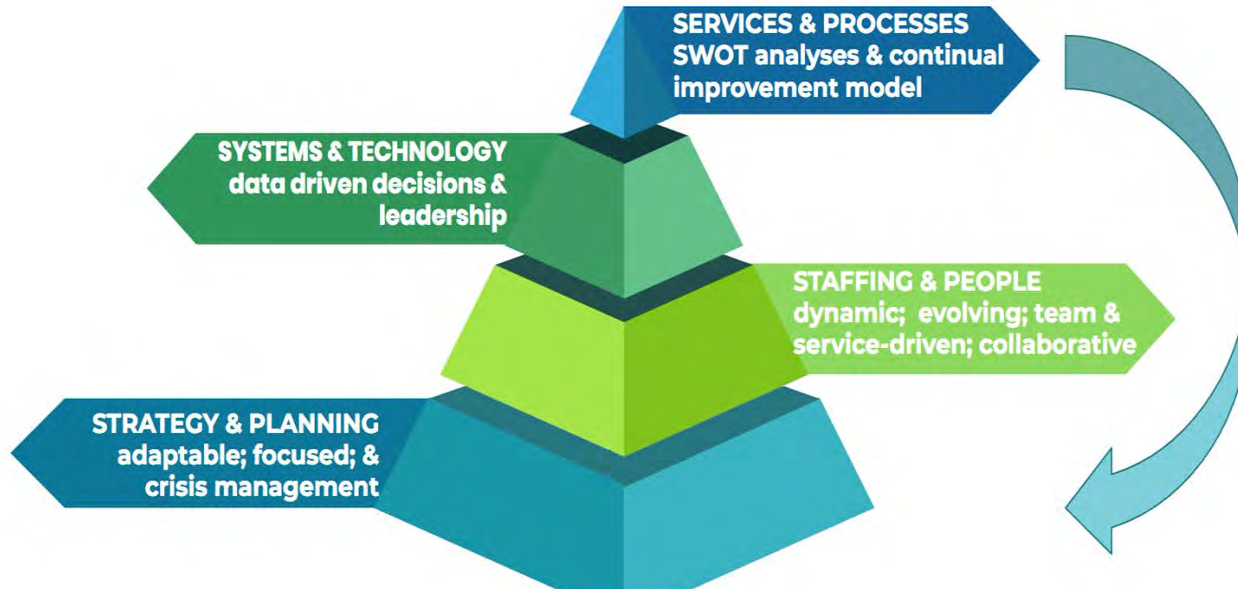 SERVICES & PROCESSES
SWOT analyses & continual
improvement model
SYSTEMS & TECHNOLOGY
data driven decisions &
leadership
STAFFING & PEOPLE
dynamic;  evolving; team &
service-driven; collaborative
STRATEGY & PLANNING
adaptable; focused; &
crisis management